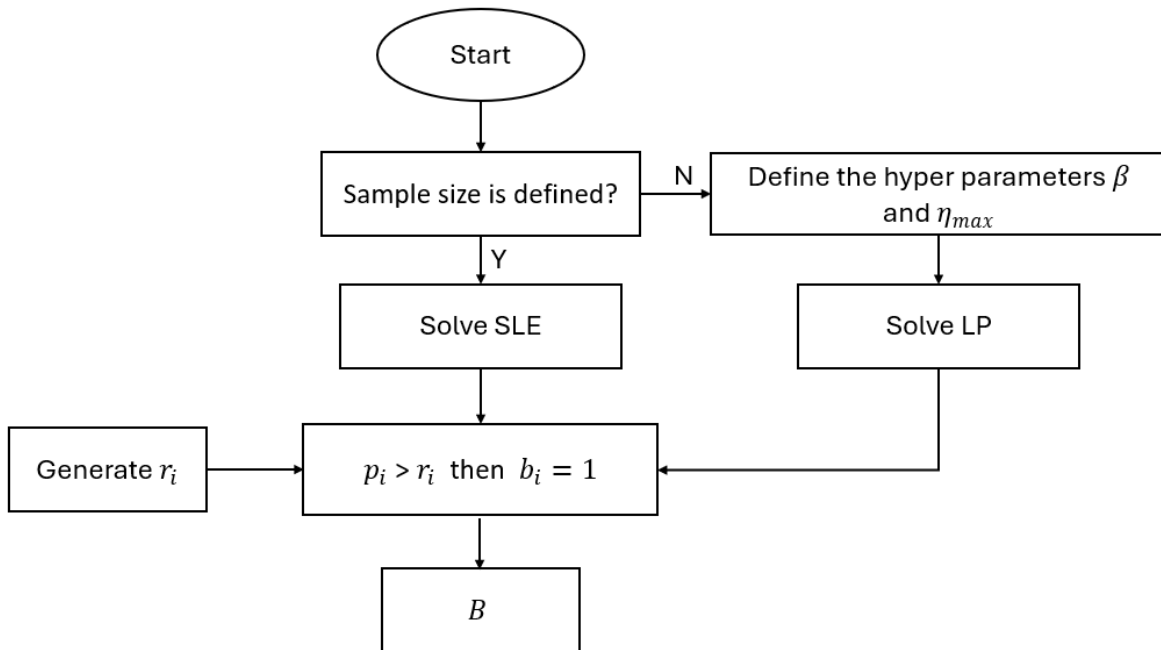 Start
Sample size is defined?
N
Define the hyper parameters β
and η_max
Y
Solve SLE
Solve LP
Generate r_i
p_i > r_i then b_i = 1
B